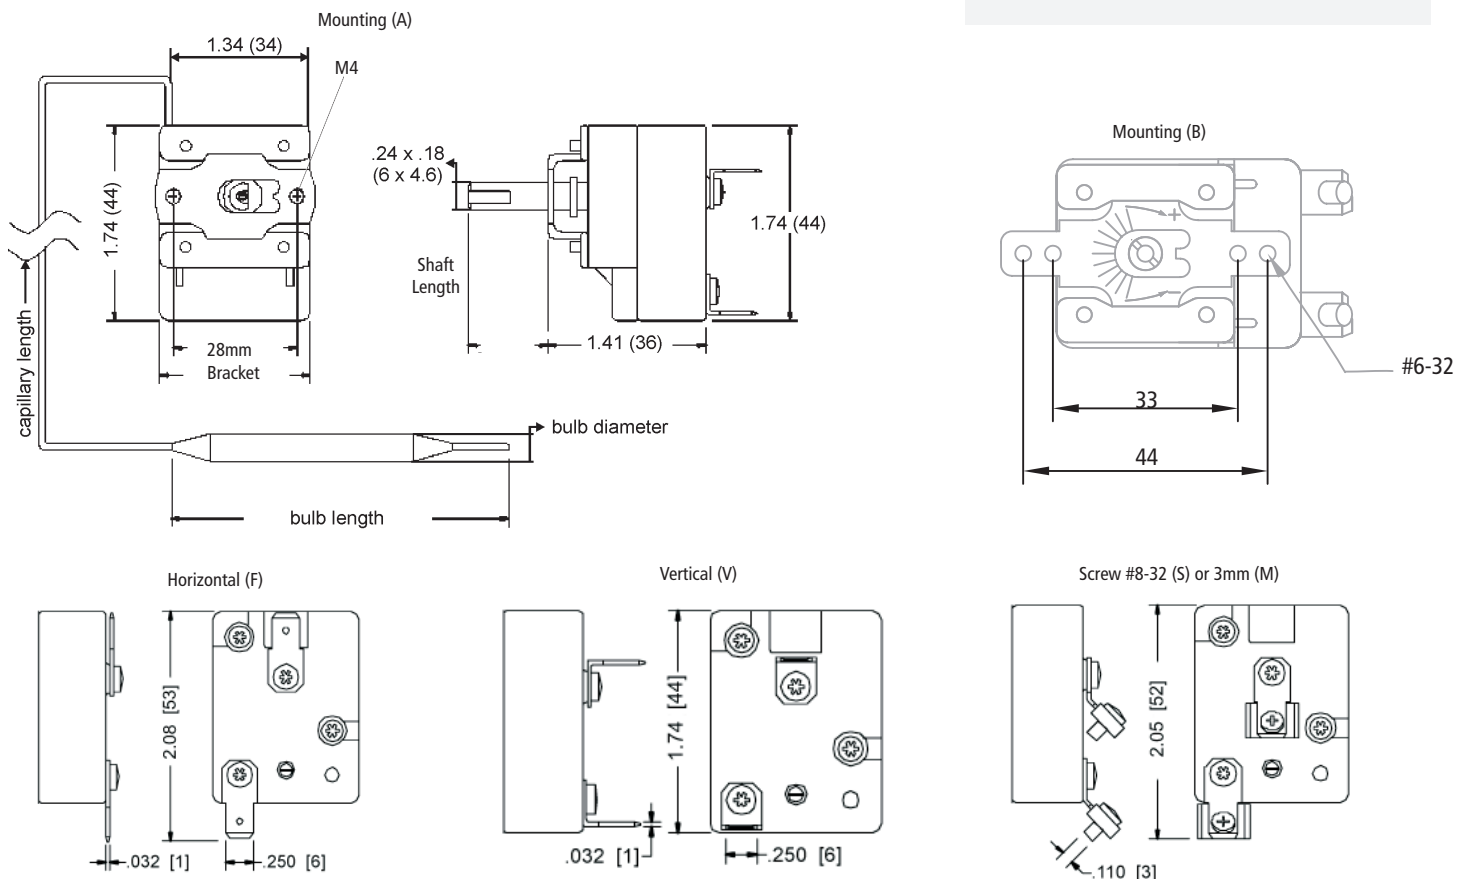 Mounting (A)
1.34 (34)
M4
1.74 (44)
capillary length
28mm
Bracket
.24 x .18
(6 x 4.6)
Shaft
Length
1.41 (36)
1.74 (44)
bulb diameter
bulb length
Mounting (B)
+
−
#6-32
33
44
Horizontal (F)
2.08 [53]
.032 [1]
.250 [6]
Vertical (V)
1.74 [44]
.032 [1]
.250 [6]
Screw #8-32 (S) or 3mm (M)
2.05 [52]
.110 [3]